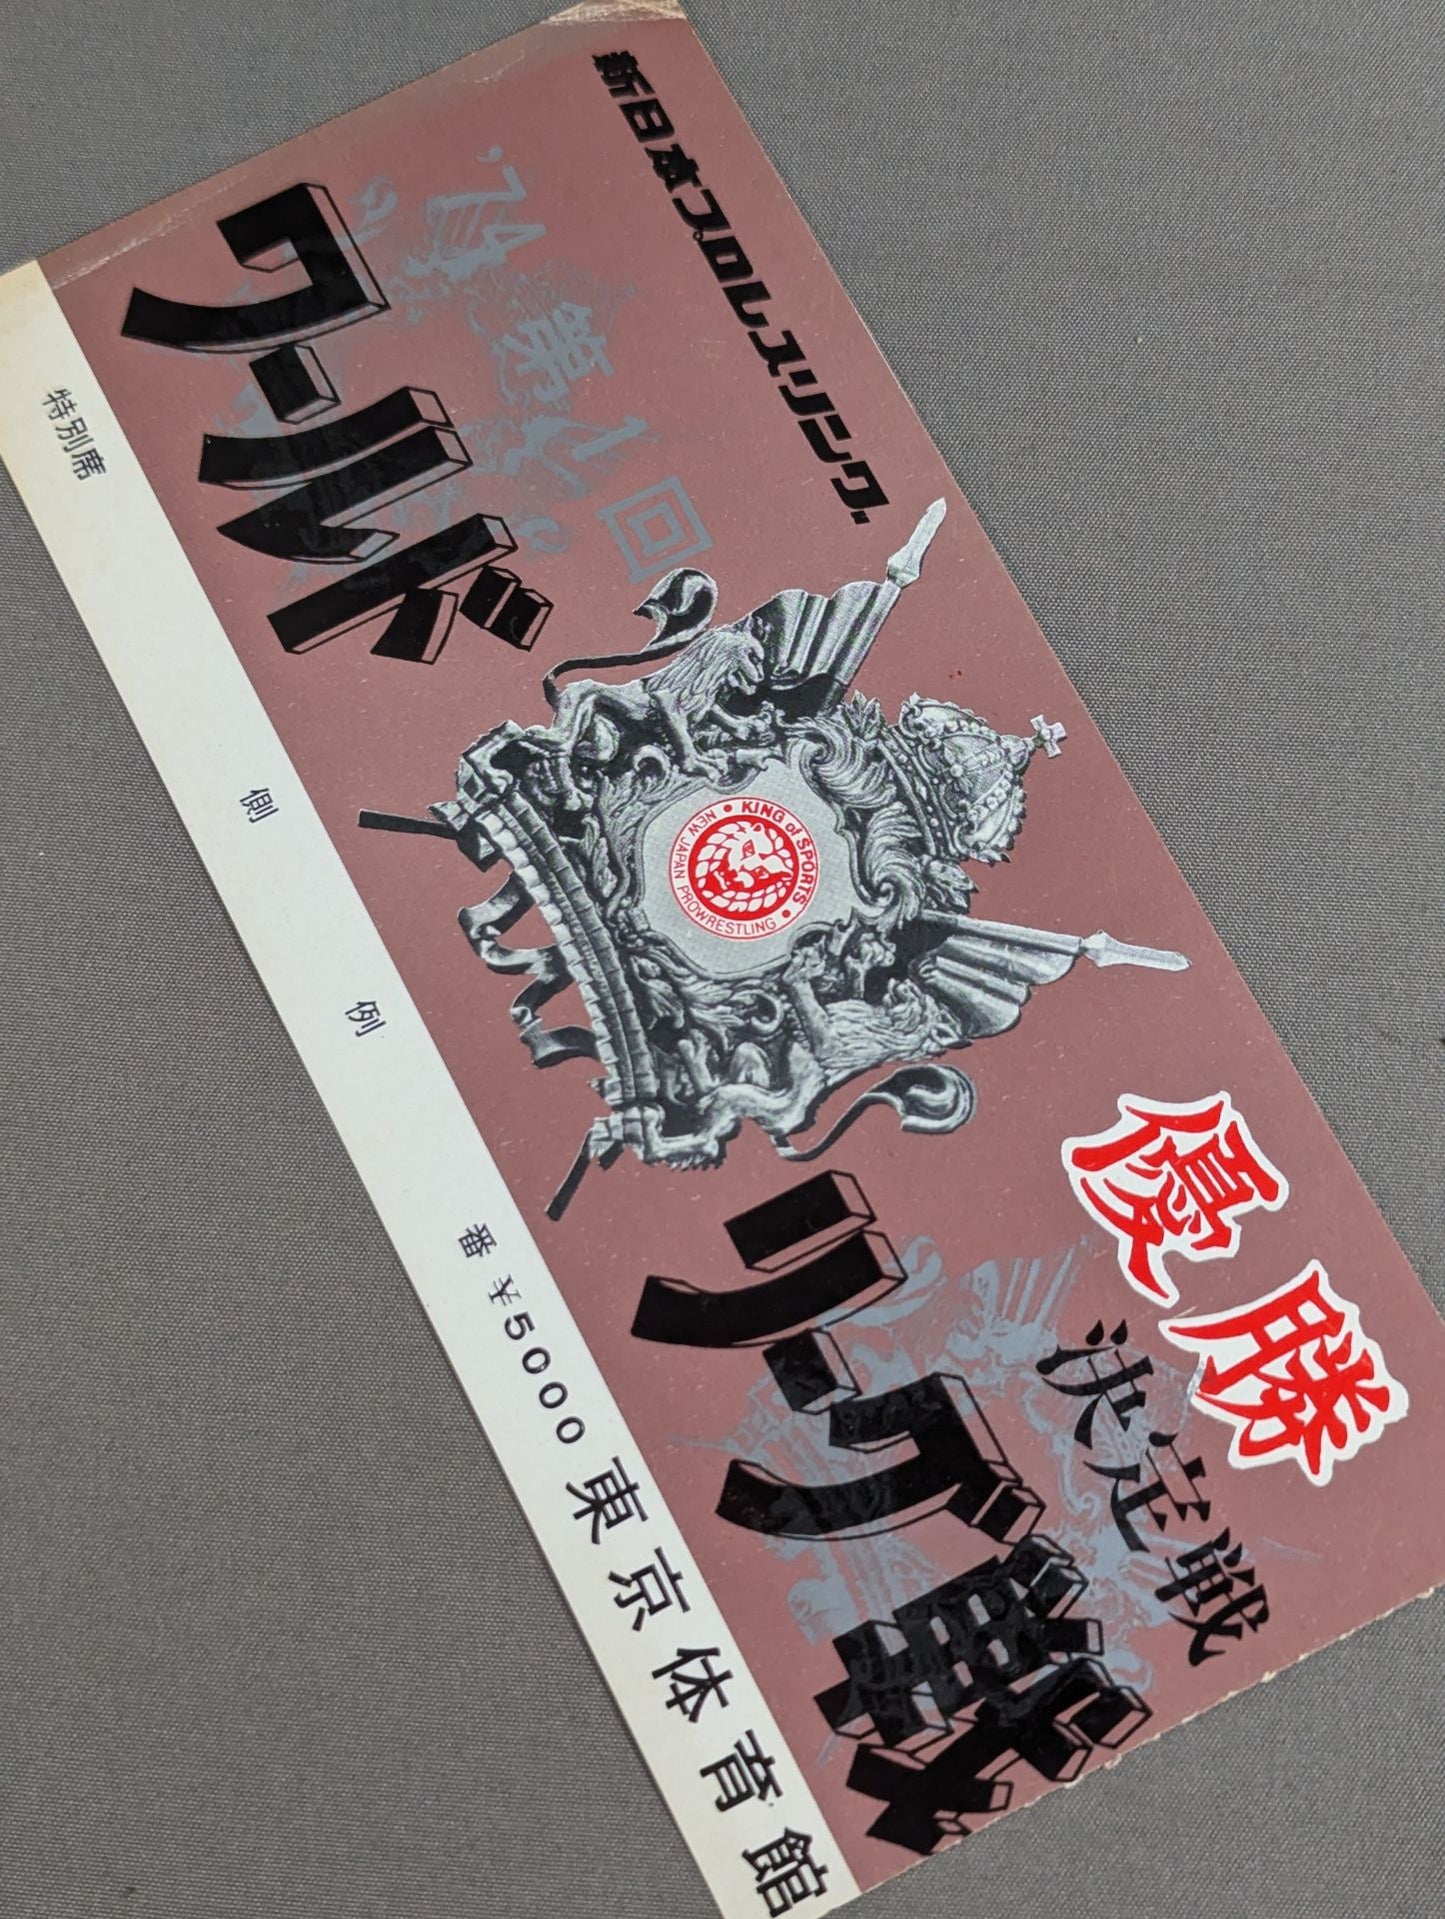 新日本プロレスリング.
'74 第1回
ワールドリーグ戦
KING of SPORTS
NEW JAPAN PROWRESTLING
優勝
決定戦
特別席 側 例 番 ¥5000 東京体育館